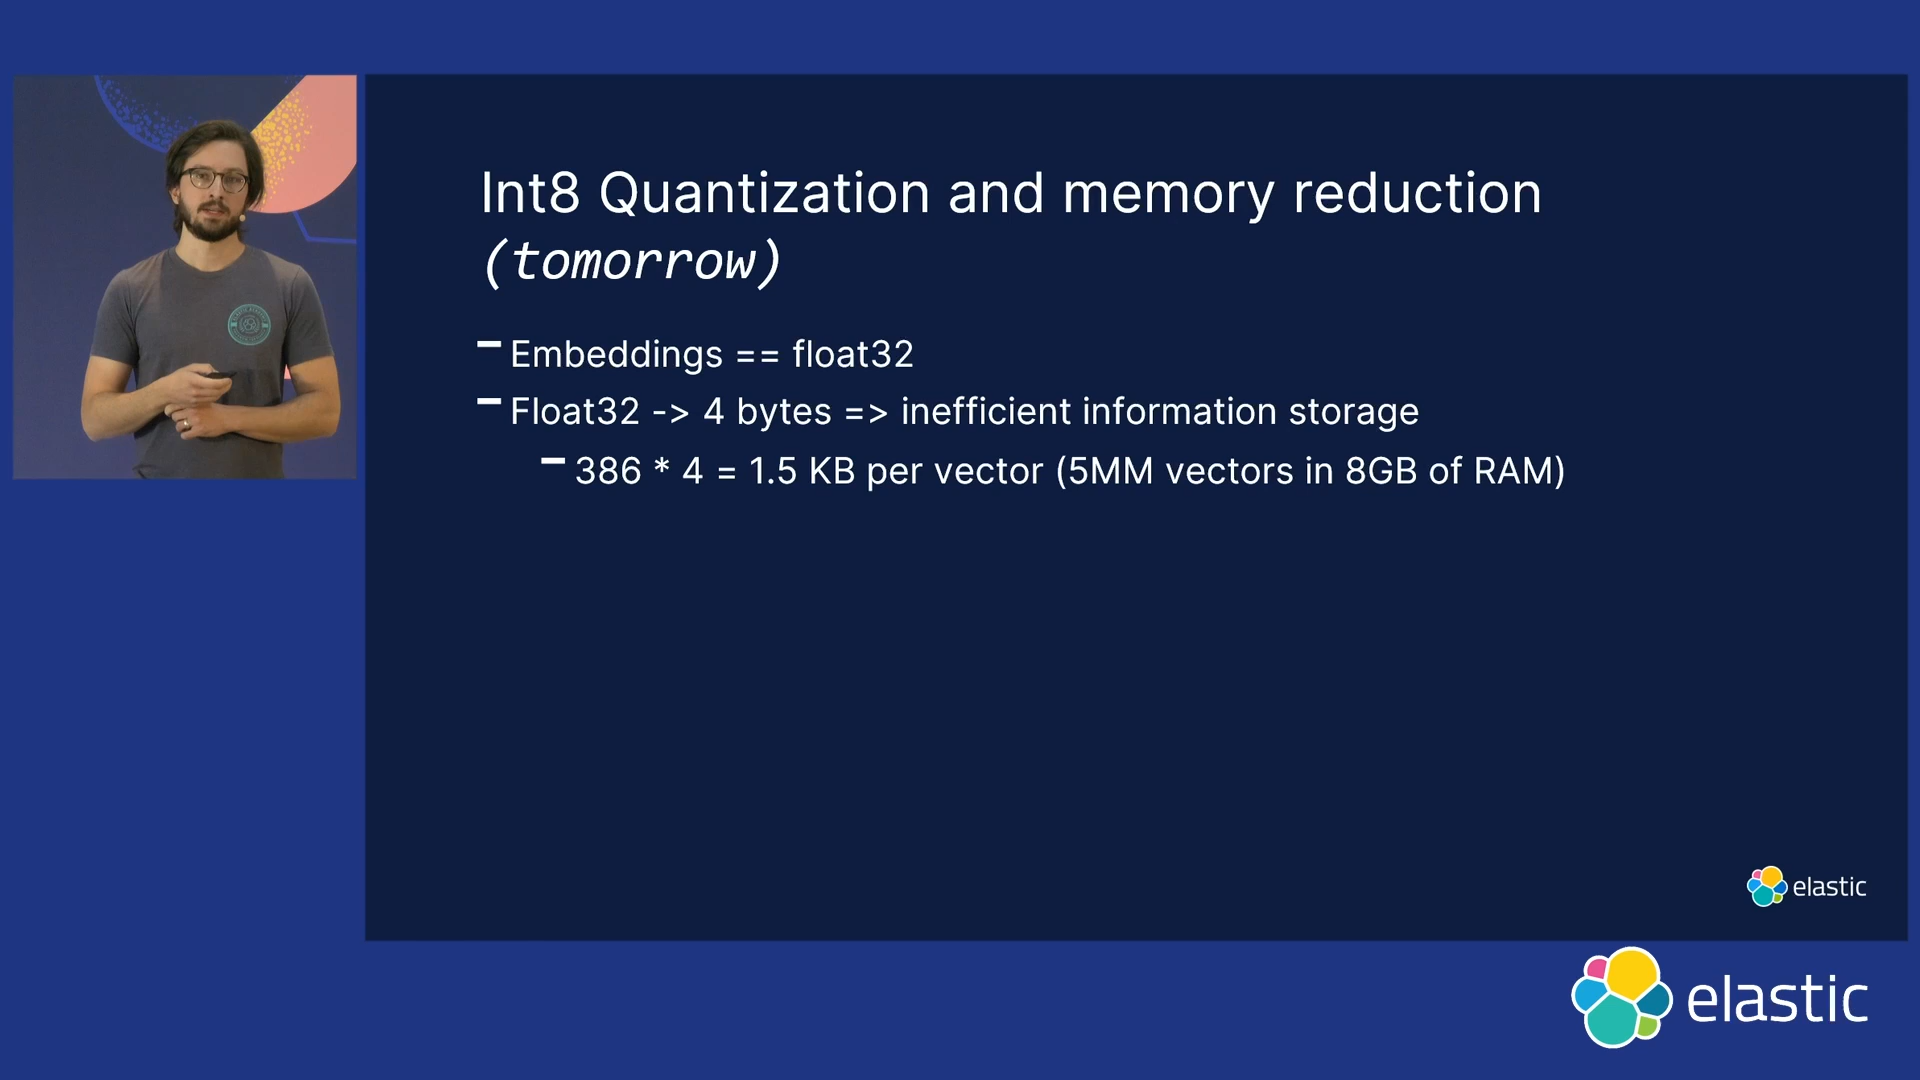 Int8 Quantization and memory reduction
(tomorrow)
Embeddings == float32
Float32 -> 4 bytes => inefficient information storage
386 * 4 = 1.5 KB per vector (5MM vectors in 8GB of RAM)
elastic
elastic